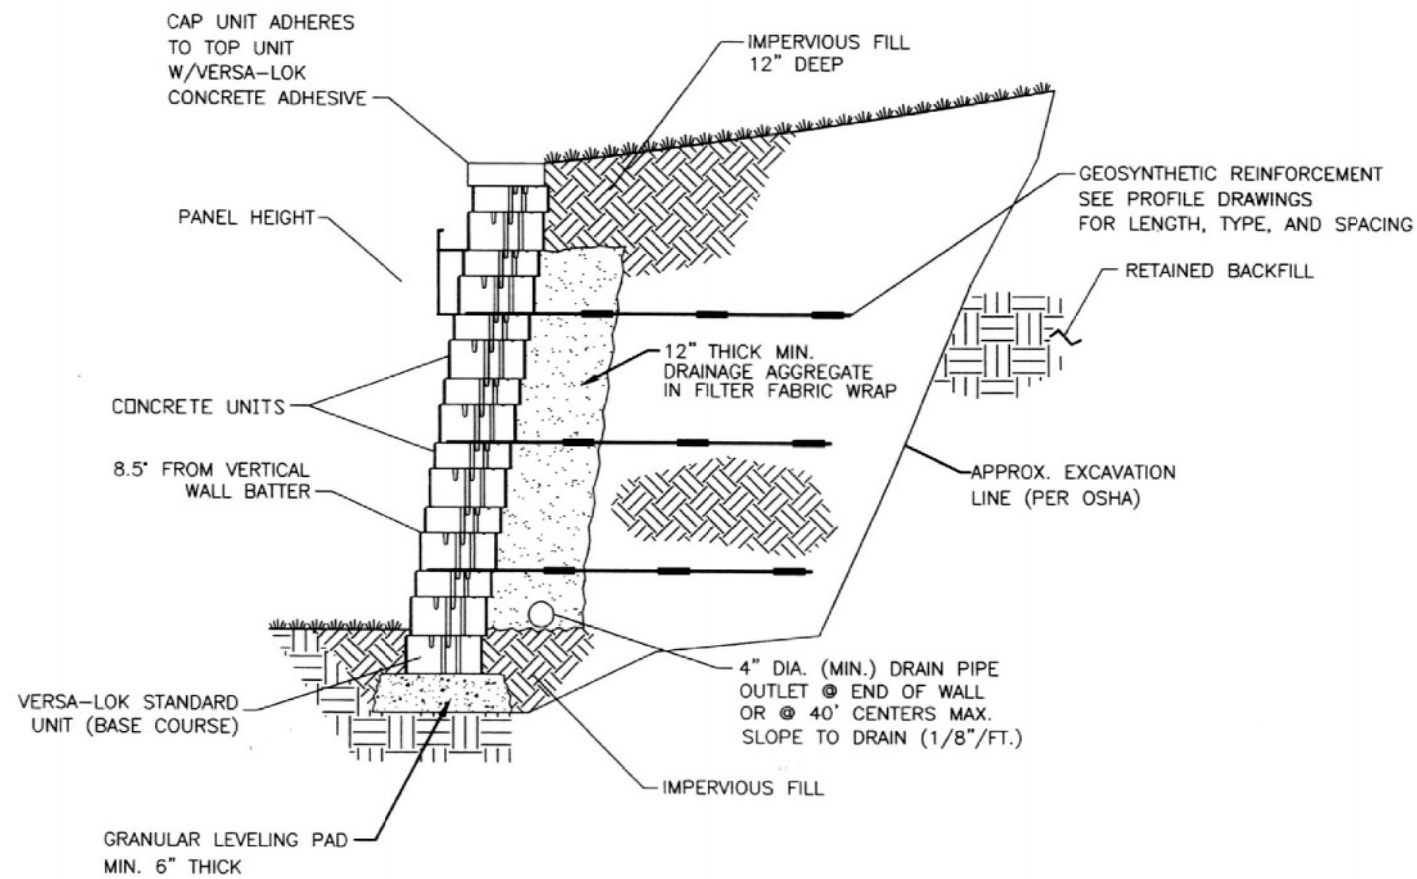 CAP UNIT ADHERES
TO TOP UNIT
W/VERSA-LOK
CONCRETE ADHESIVE
IMPERVIOUS FILL
12" DEEP
PANEL HEIGHT
GEOSYNTHETIC REINFORCEMENT
SEE PROFILE DRAWINGS
FOR LENGTH, TYPE, AND SPACING
RETAINED BACKFILL
12" THICK MIN.
DRAINAGE AGGREGATE
IN FILTER FABRIC WRAP
CONCRETE UNITS
8.5° FROM VERTICAL
WALL BATTER
APPROX. EXCAVATION
LINE (PER OSHA)
VERSA-LOK STANDARD
UNIT (BASE COURSE)
4" DIA. (MIN.) DRAIN PIPE
OUTLET @ END OF WALL
OR @ 40' CENTERS MAX.
SLOPE TO DRAIN (1/8"/FT.)
IMPERVIOUS FILL
GRANULAR LEVELING PAD
MIN. 6" THICK